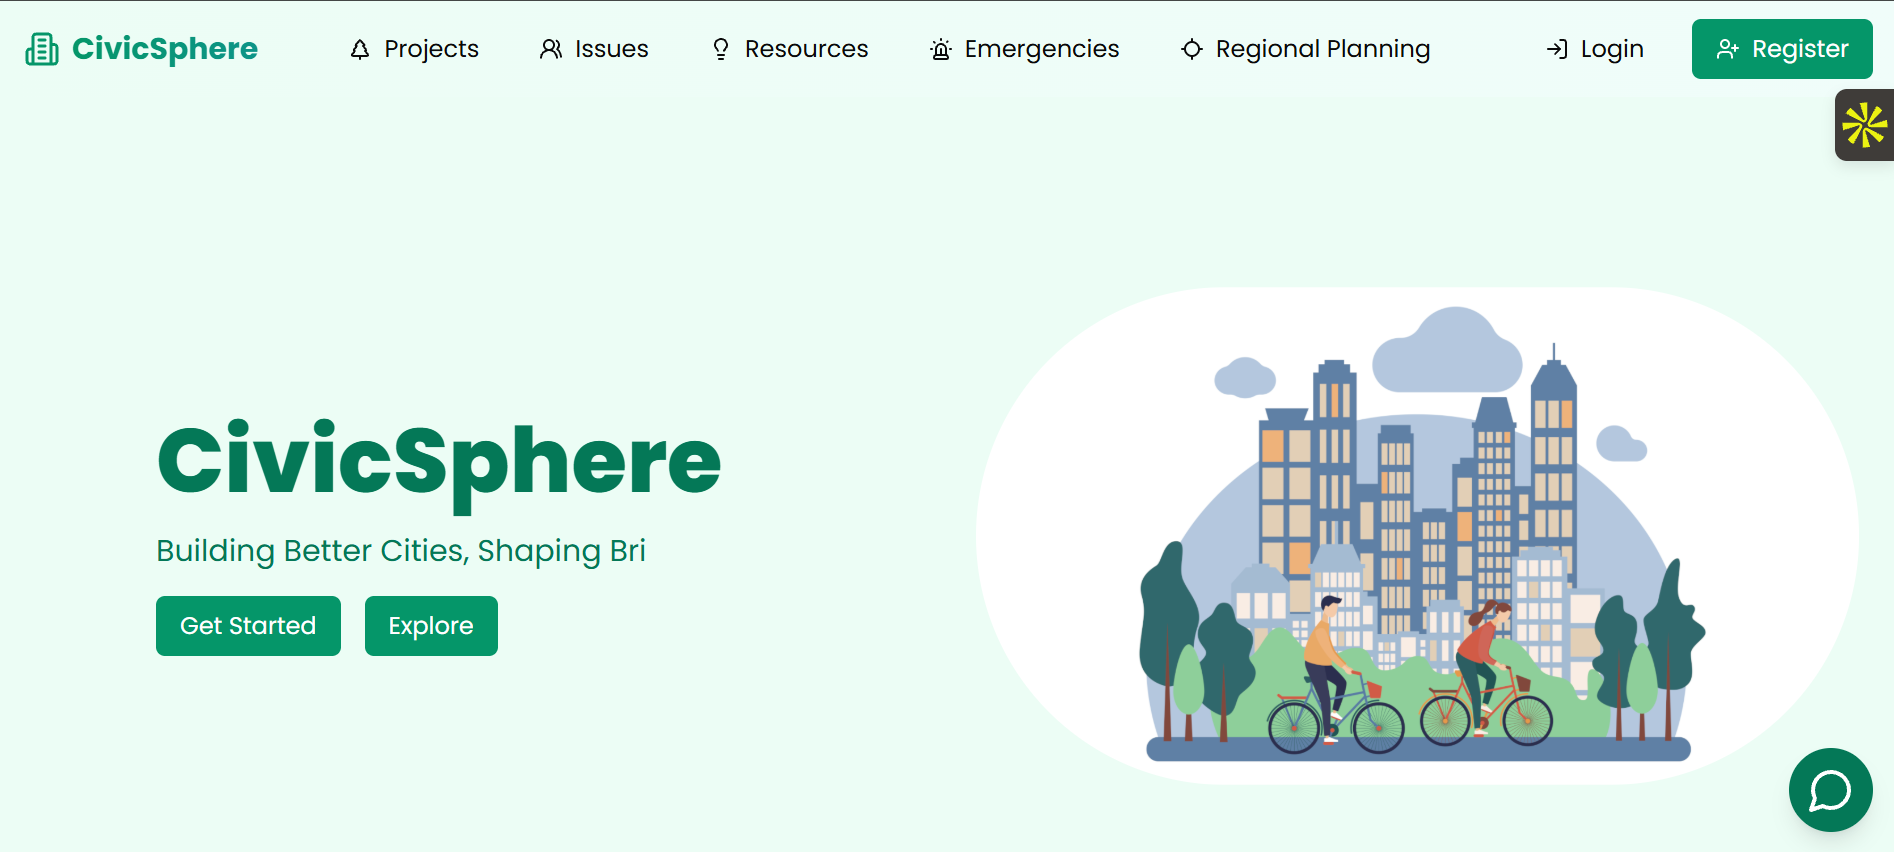 CivicSphere Projects Issues Resources Emergencies Regional Planning Login Register
CivicSphere
Building Better Cities, Shaping Bri
Get Started Explore